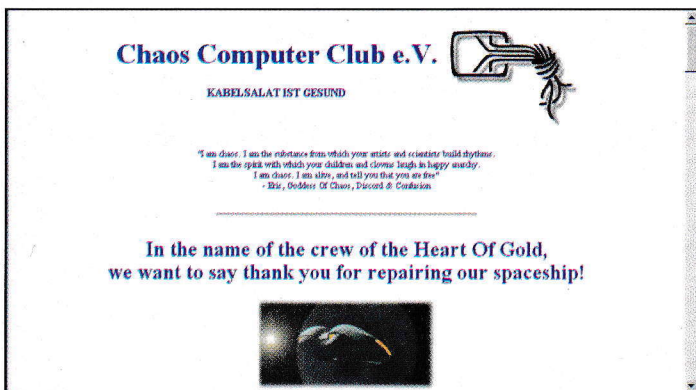 Chaos Computer Club e.V.
KABELSALAT IST GESUND
"I am chaos. I am the substance from which your artists and scientists build rhythms.
I am the spirit with which your children and clowns laugh in happy anarchy.
I am chaos. I am alive, and tell you that you are free"
- Eris, Goddess Of Chaos, Discord & Confusion
In the name of the crew of the Heart Of Gold,
we want to say thank you for repairing our spaceship!